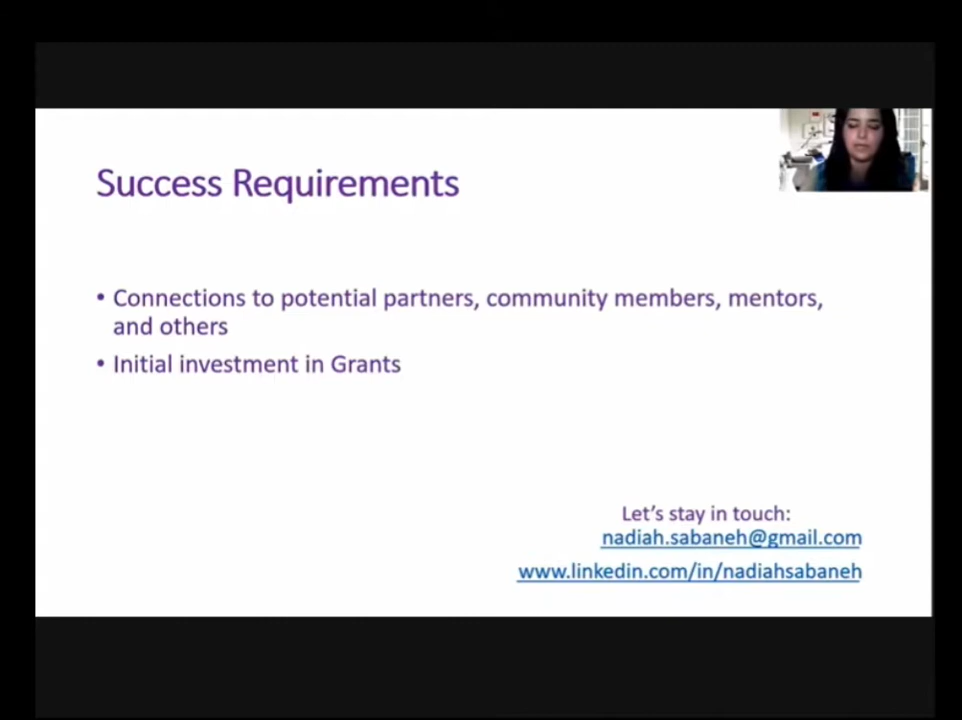 Success Requirements
• Connections to potential partners, community members, mentors,
and others
• Initial investment in Grants
Let's stay in touch:
nadiah.sabaneh@gmail.com
www.linkedin.com/in/nadiahsabaneh